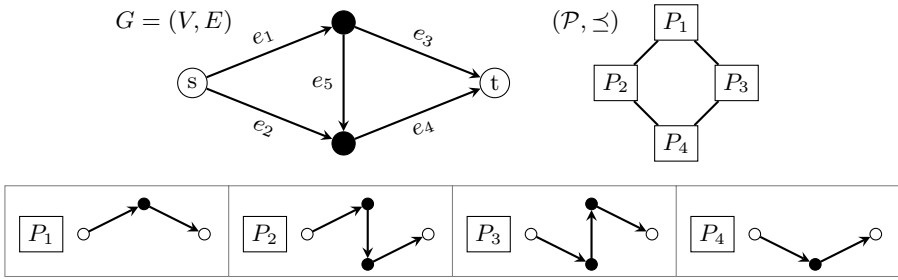 G = (V, E)
(𝒫, ⪯)
e₁
e₃
P₁
s
e₅
t
P₂
P₃
e₂
e₄
P₄
P₁
P₂
P₃
P₄